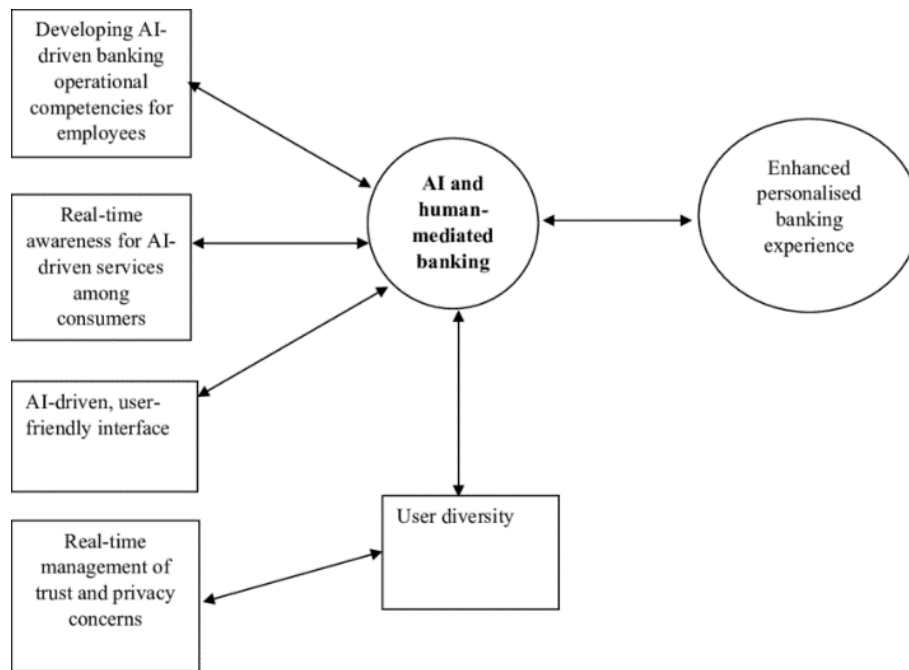 Developing AI-
driven banking
operational
competencies for
employees
Real-time
awareness for AI-
driven services
among
consumers
AI-driven, user-
friendly interface
Real-time
management of
trust and privacy
concerns
AI and
human-
mediated
banking
User diversity
Enhanced
personalised
banking
experience